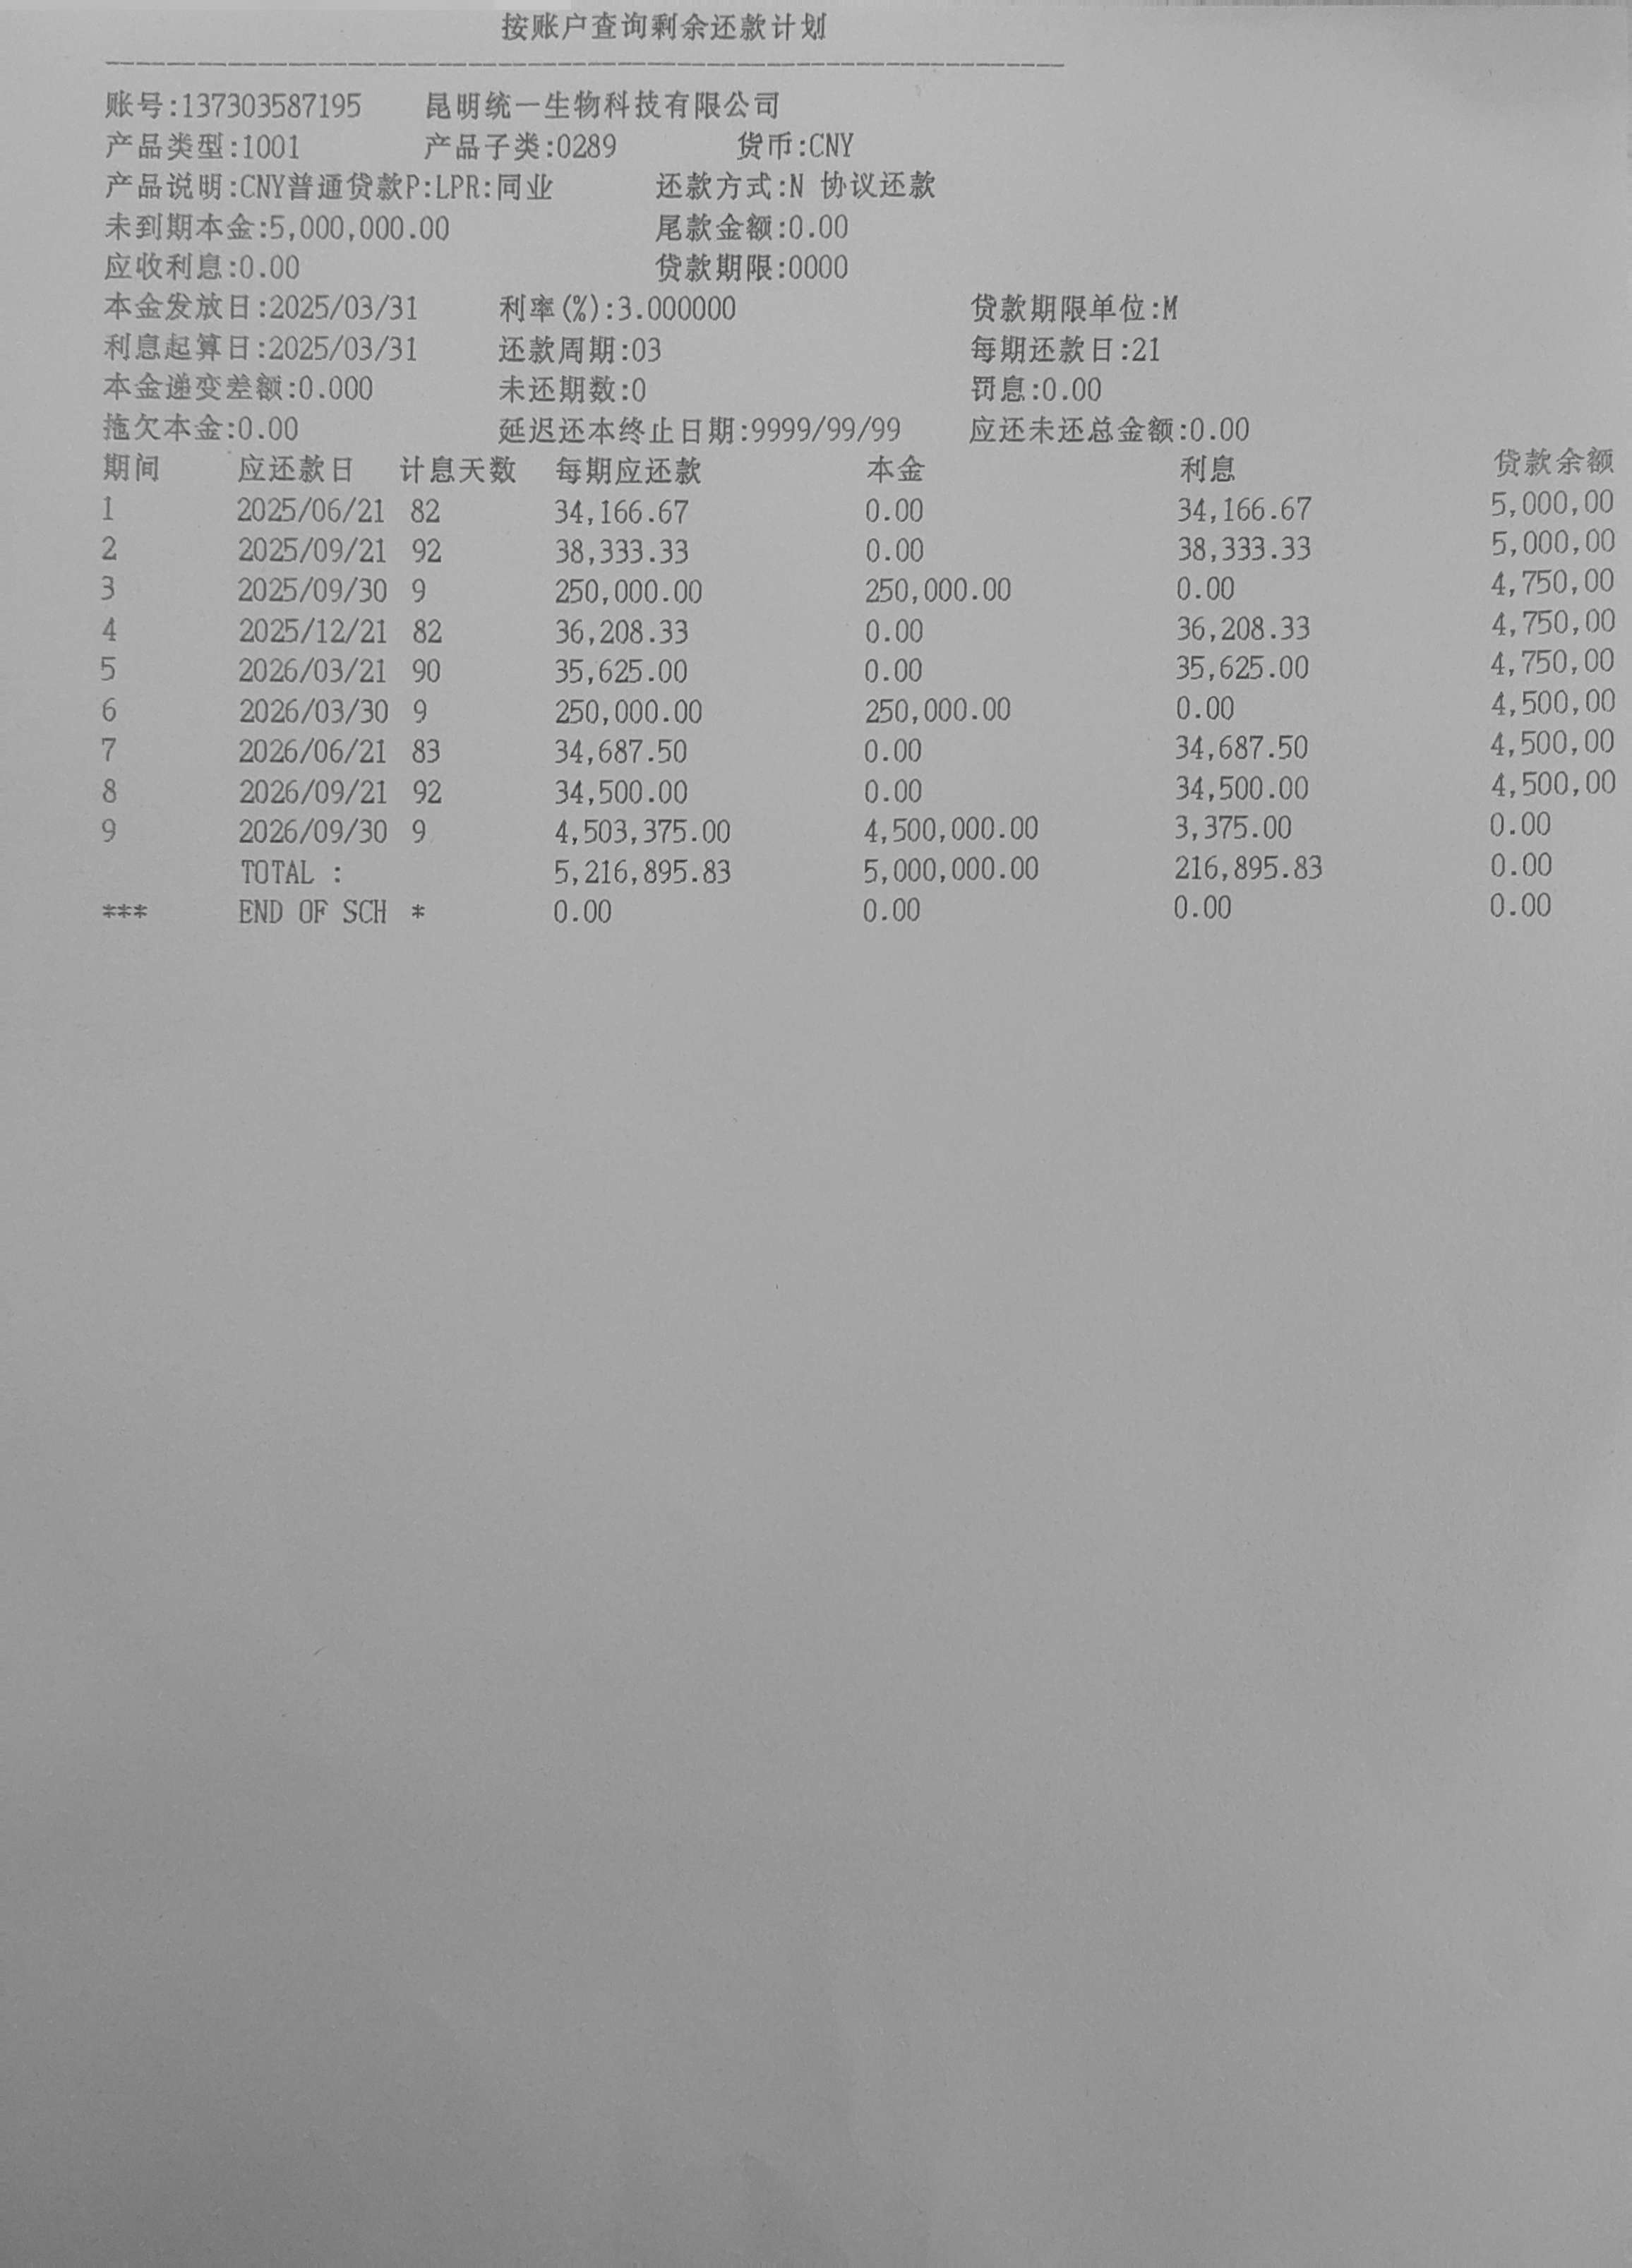 按账户查询剩余还款计划
账号:137303587195 昆明统一生物科技有限公司
产品类型:1001 产品子类:0289 货币:CNY
产品说明:CNY普通贷款P:LPR:同业 还款方式:N 协议还款
未到期本金:5,000,000.00 尾款金额:0.00
应收利息:0.00 贷款期限:0000
本金发放日:2025/03/31 利率(%):3.000000 贷款期限单位:M
利息起算日:2025/03/31 还款周期:03 每期还款日:21
本金递变差额:0.000 未还期数:0 罚息:0.00
拖欠本金:0.00 延迟还本终止日期:9999/99/99 应还未还总金额:0.00
期间 应还款日 计息天数 每期应还款 本金 利息 贷款余额
1 2025/06/21 82 34,166.67 0.00 34,166.67 5,000,00
2 2025/09/21 92 38,333.33 0.00 38,333.33 5,000,00
3 2025/09/30 9 250,000.00 250,000.00 0.00 4,750,00
4 2025/12/21 82 36,208.33 0.00 36,208.33 4,750,00
5 2026/03/21 90 35,625.00 0.00 35,625.00 4,750,00
6 2026/03/30 9 250,000.00 250,000.00 0.00 4,500,00
7 2026/06/21 83 34,687.50 0.00 34,687.50 4,500,00
8 2026/09/21 92 34,500.00 0.00 34,500.00 4,500,00
9 2026/09/30 9 4,503,375.00 4,500,000.00 3,375.00 0.00
TOTAL : 5,216,895.83 5,000,000.00 216,895.83 0.00
*** END OF SCH * 0.00 0.00 0.00 0.00